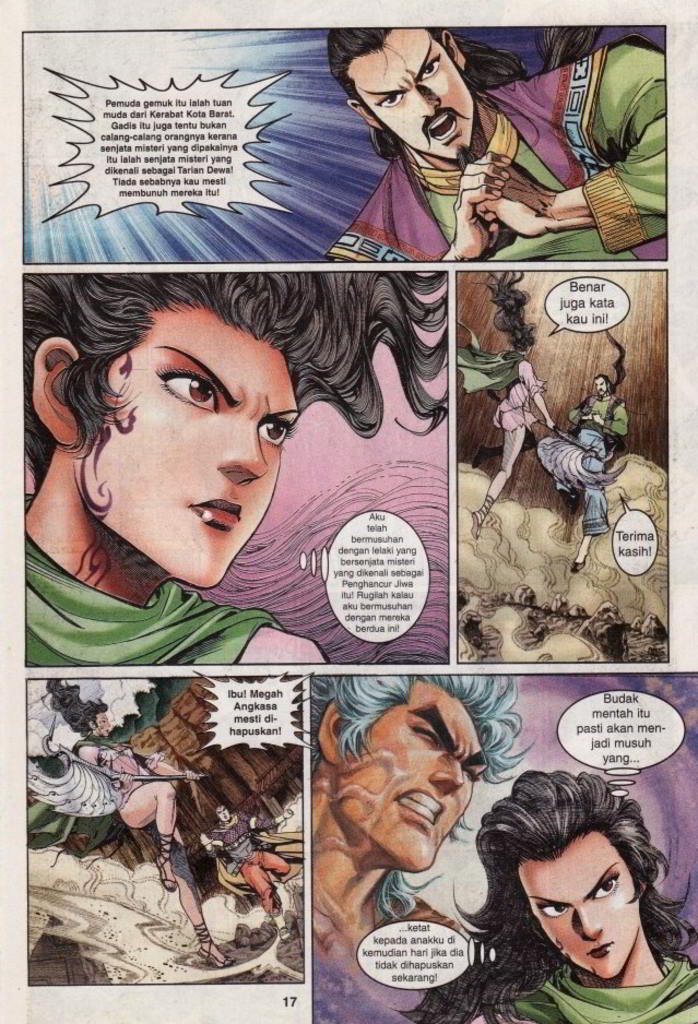 Pemuda gemuk itu ialah tuan
muda dari Kerabat Kota Barat.
Gadis itu juga tentu bukan
calang-calang orangnya kerana
senjata misteri yang dipakainya
itu ialah senjata misteri yang
dikenali sebagai Tarian Dewa!
Tiada sebabnya kau mesti
membunuh mereka itu!
Aku
telah
bermusuhan
dengan lelaki yang
bersenjata misteri
yang dikenali sebagai
Penghancur Jiwa
itu! Rugilah kalau
aku bermusuhan
dengan mereka
berdua ini!
Benar
juga kata
kau ini!
Terima
kasih!
Ibu! Megah
Angkasa
mesti di-
hapuskan!
Budak
mentah itu
pasti akan men-
jadi musuh
yang...
...ketat
kepada anakku di
kemudian hari jika dia
tidak dihapuskan
sekarang!
17